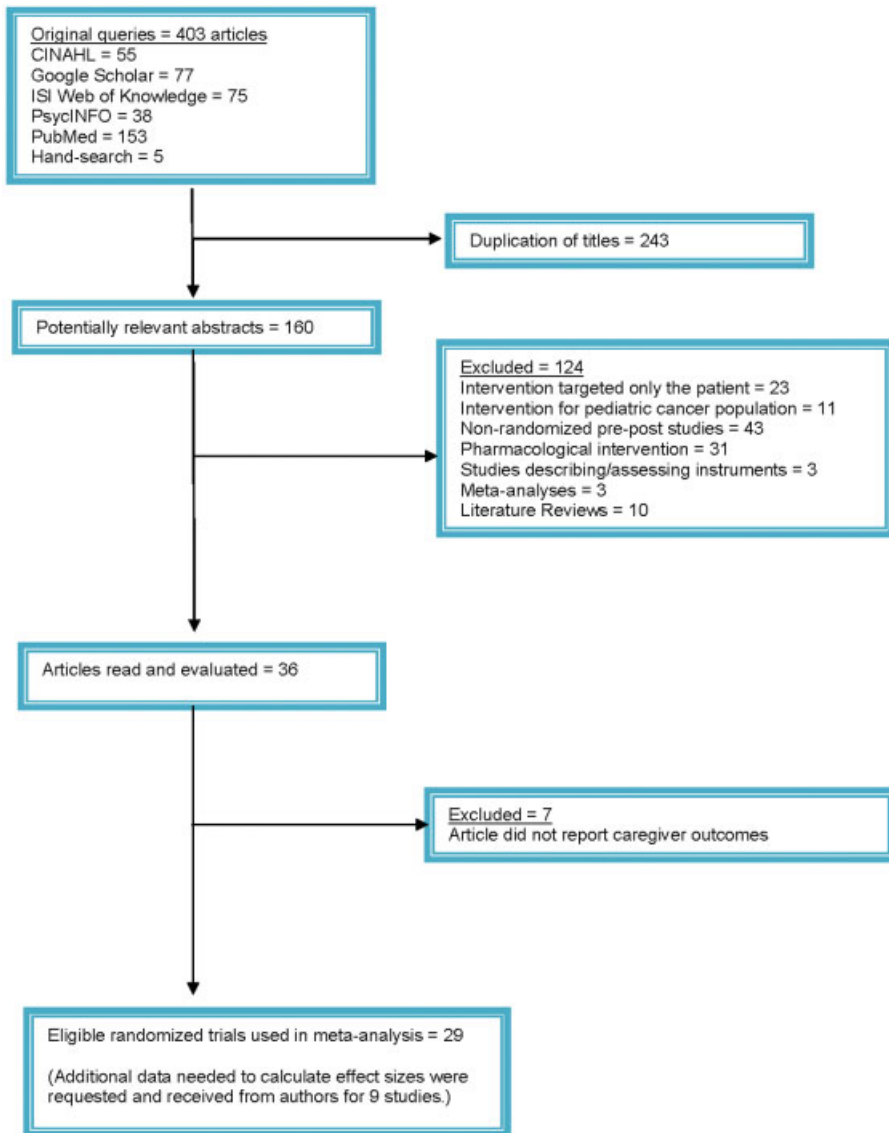 Original queries = 403 articles
CINAHL = 55
Google Scholar = 77
ISI Web of Knowledge = 75
PsycINFO = 38
PubMed = 153
Hand-search = 5
Duplication of titles = 243
Potentially relevant abstracts = 160
Excluded = 124
Intervention targeted only the patient = 23
Intervention for pediatric cancer population = 11
Non-randomized pre-post studies = 43
Pharmacological intervention = 31
Studies describing/assessing instruments = 3
Meta-analyses = 3
Literature Reviews = 10
Articles read and evaluated = 36
Excluded = 7
Article did not report caregiver outcomes
Eligible randomized trials used in meta-analysis = 29
(Additional data needed to calculate effect sizes were
requested and received from authors for 9 studies.)